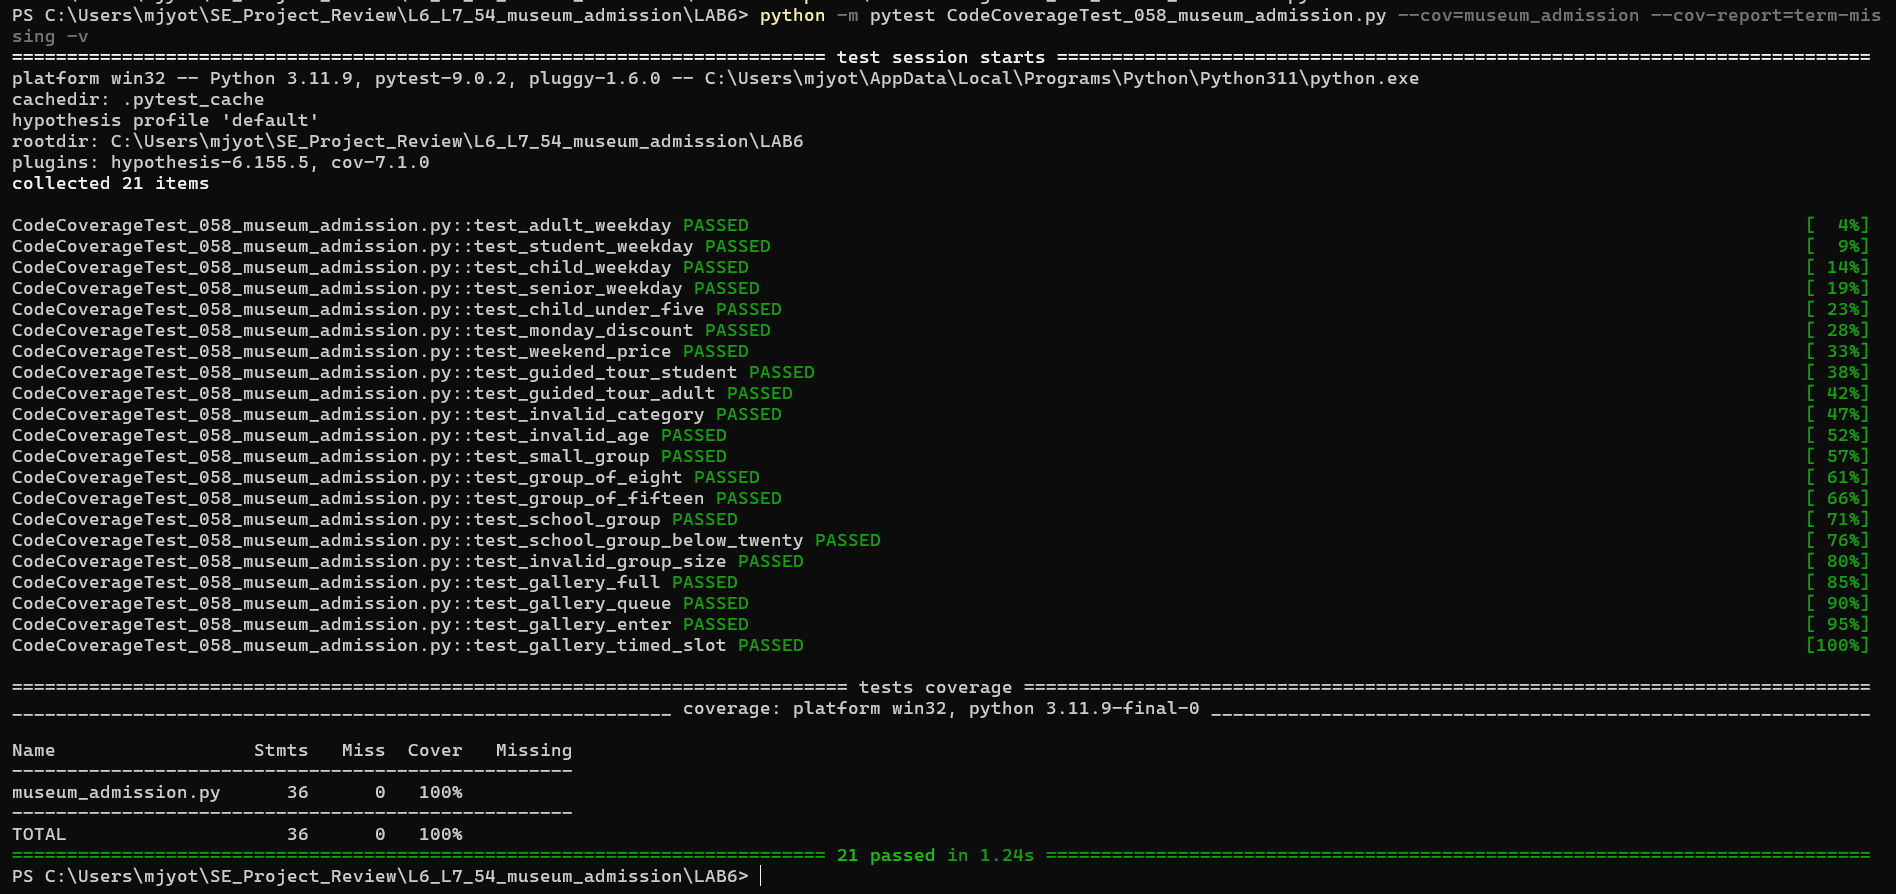 PS C:\Users\mjyot\SE_Project_Review\L6_L7_54_museum_admission\LAB6> python -m pytest CodeCoverageTest_058_museum_admission.py --cov=museum_admission --cov-report=term-mis
sing -v
========================================================================== test session starts ==========================================================================
platform win32 -- Python 3.11.9, pytest-9.0.2, pluggy-1.6.0 -- C:\Users\mjyot\AppData\Local\Programs\Python\Python311\python.exe
cachedir: .pytest_cache
hypothesis profile 'default'
rootdir: C:\Users\mjyot\SE_Project_Review\L6_L7_54_museum_admission\LAB6
plugins: hypothesis-6.155.5, cov-7.1.0
collected 21 items
CodeCoverageTest_058_museum_admission.py::test_adult_weekday PASSED [  4%]
CodeCoverageTest_058_museum_admission.py::test_student_weekday PASSED [  9%]
CodeCoverageTest_058_museum_admission.py::test_child_weekday PASSED [ 14%]
CodeCoverageTest_058_museum_admission.py::test_senior_weekday PASSED [ 19%]
CodeCoverageTest_058_museum_admission.py::test_child_under_five PASSED [ 23%]
CodeCoverageTest_058_museum_admission.py::test_monday_discount PASSED [ 28%]
CodeCoverageTest_058_museum_admission.py::test_weekend_price PASSED [ 33%]
CodeCoverageTest_058_museum_admission.py::test_guided_tour_student PASSED [ 38%]
CodeCoverageTest_058_museum_admission.py::test_guided_tour_adult PASSED [ 42%]
CodeCoverageTest_058_museum_admission.py::test_invalid_category PASSED [ 47%]
CodeCoverageTest_058_museum_admission.py::test_invalid_age PASSED [ 52%]
CodeCoverageTest_058_museum_admission.py::test_small_group PASSED [ 57%]
CodeCoverageTest_058_museum_admission.py::test_group_of_eight PASSED [ 61%]
CodeCoverageTest_058_museum_admission.py::test_group_of_fifteen PASSED [ 66%]
CodeCoverageTest_058_museum_admission.py::test_school_group PASSED [ 71%]
CodeCoverageTest_058_museum_admission.py::test_school_group_below_twenty PASSED [ 76%]
CodeCoverageTest_058_museum_admission.py::test_invalid_group_size PASSED [ 80%]
CodeCoverageTest_058_museum_admission.py::test_gallery_full PASSED [ 85%]
CodeCoverageTest_058_museum_admission.py::test_gallery_queue PASSED [ 90%]
CodeCoverageTest_058_museum_admission.py::test_gallery_enter PASSED [ 95%]
CodeCoverageTest_058_museum_admission.py::test_gallery_timed_slot PASSED [100%]
============================================================================ tests coverage =============================================================================
____________________________________________________________ coverage: platform win32, python 3.11.9-final-0 ____________________________________________________________
Name                  Stmts   Miss  Cover   Missing
---------------------------------------------------
museum_admission.py      36      0   100%
---------------------------------------------------
TOTAL                    36      0   100%
========================================================================== 21 passed in 1.24s ===========================================================================
PS C:\Users\mjyot\SE_Project_Review\L6_L7_54_museum_admission\LAB6>